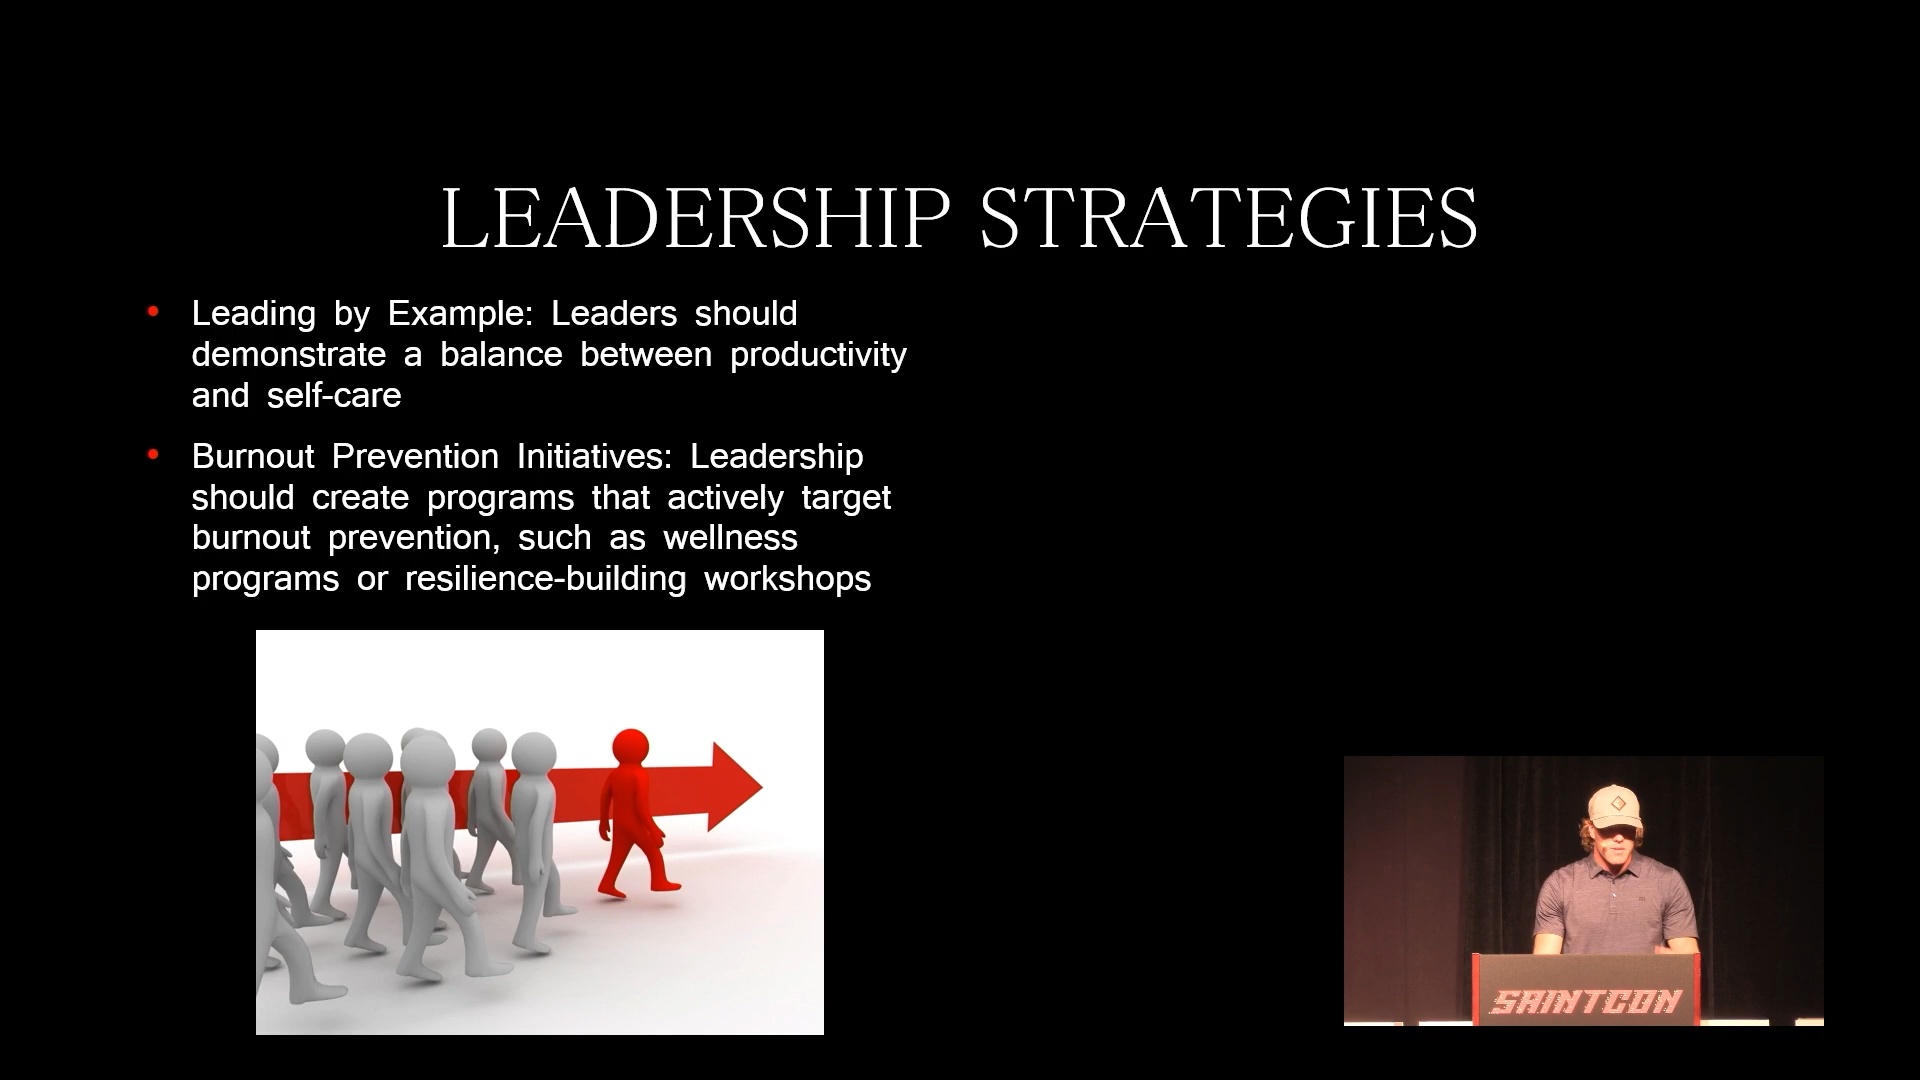 LEADERSHIP STRATEGIES
• Leading by Example: Leaders should
demonstrate a balance between productivity
and self-care
• Burnout Prevention Initiatives: Leadership
should create programs that actively target
burnout prevention, such as wellness
programs or resilience-building workshops
SAINTCON